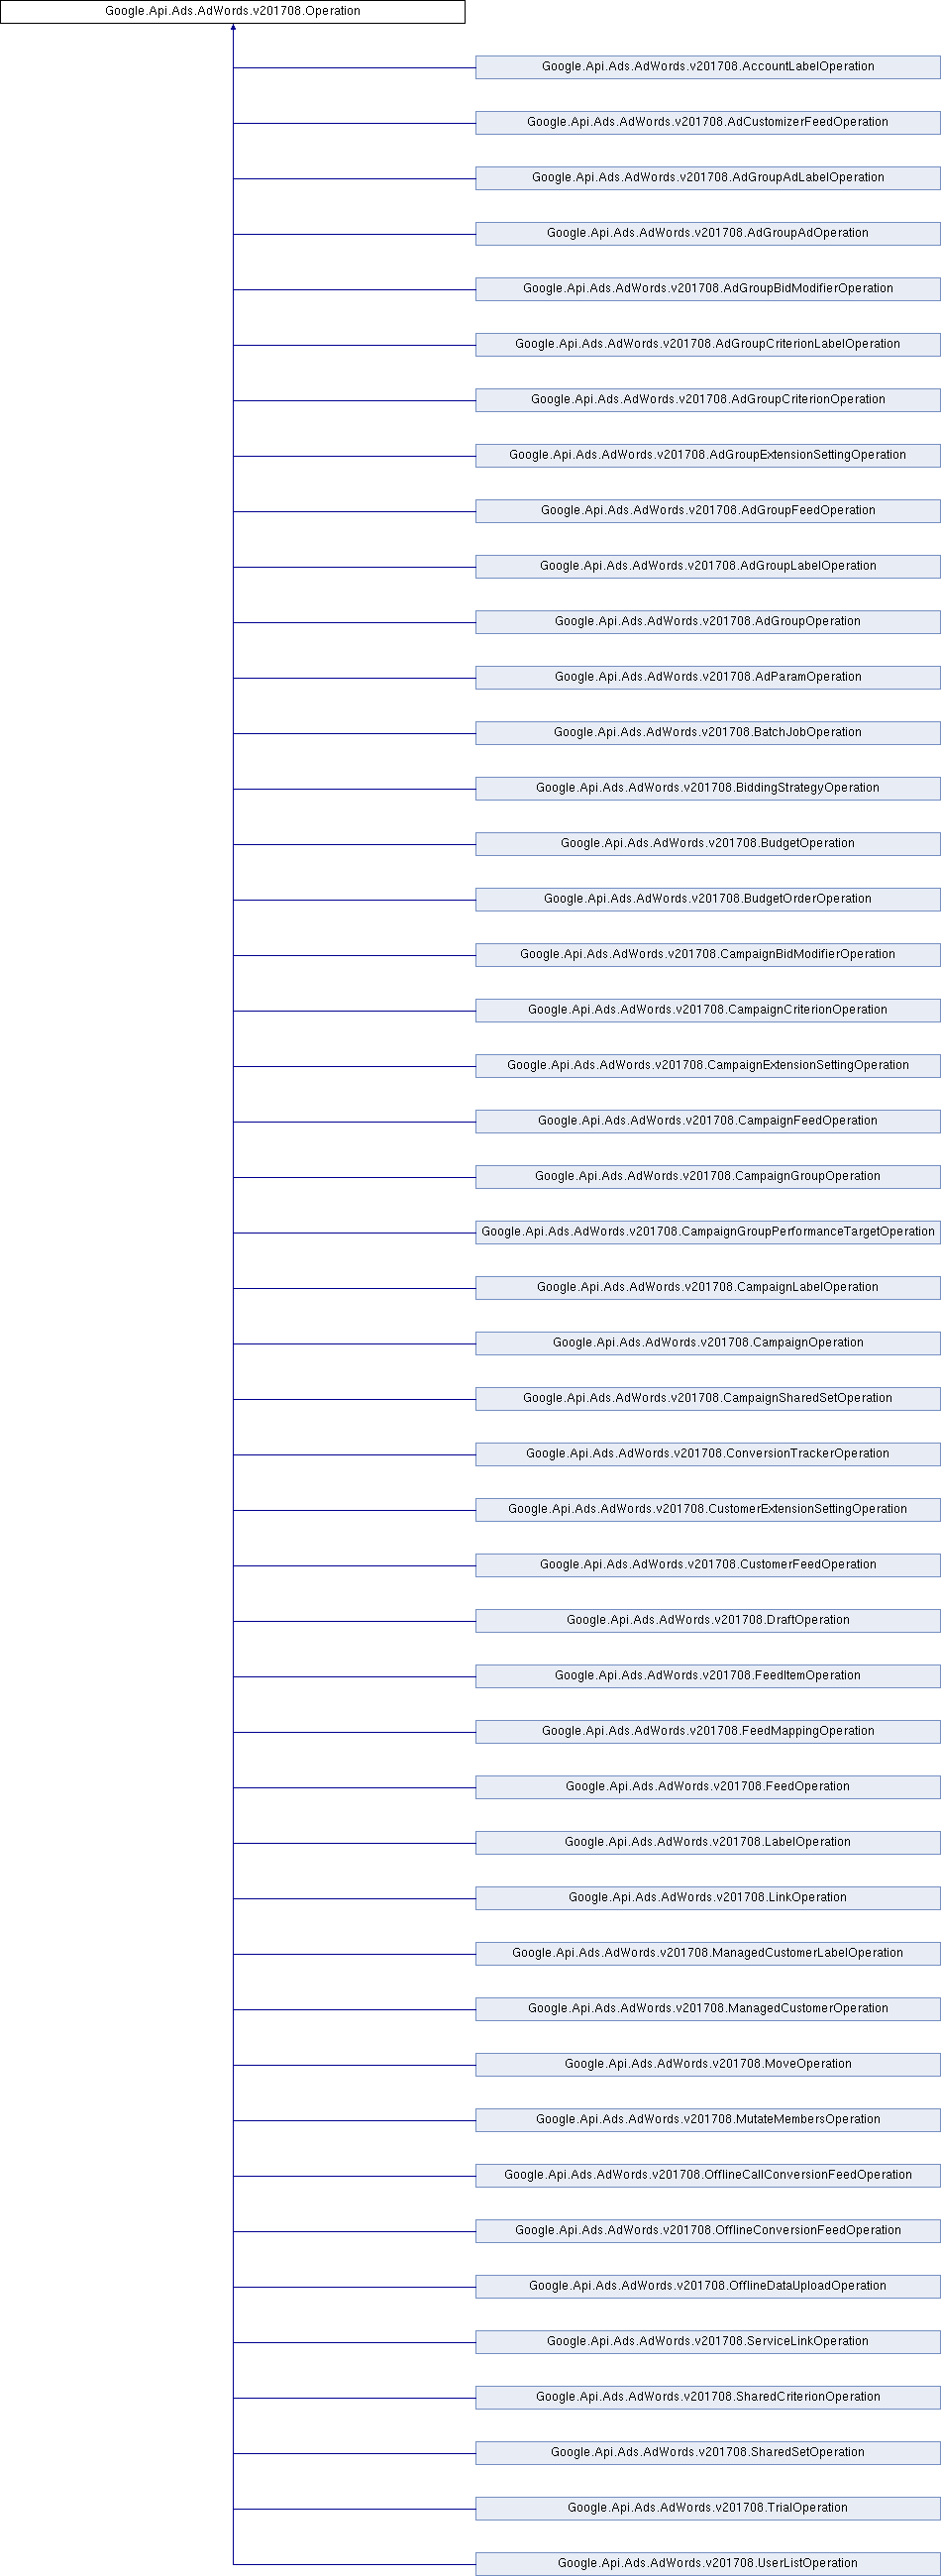 Google.Api.Ads.AdWords.v201708.Operation
Google.Api.Ads.AdWords.v201708.AccountLabelOperation
Google.Api.Ads.AdWords.v201708.AdCustomizerFeedOperation
Google.Api.Ads.AdWords.v201708.AdGroupAdLabelOperation
Google.Api.Ads.AdWords.v201708.AdGroupAdOperation
Google.Api.Ads.AdWords.v201708.AdGroupBidModifierOperation
Google.Api.Ads.AdWords.v201708.AdGroupCriterionLabelOperation
Google.Api.Ads.AdWords.v201708.AdGroupCriterionOperation
Google.Api.Ads.AdWords.v201708.AdGroupExtensionSettingOperation
Google.Api.Ads.AdWords.v201708.AdGroupFeedOperation
Google.Api.Ads.AdWords.v201708.AdGroupLabelOperation
Google.Api.Ads.AdWords.v201708.AdGroupOperation
Google.Api.Ads.AdWords.v201708.AdParamOperation
Google.Api.Ads.AdWords.v201708.BatchJobOperation
Google.Api.Ads.AdWords.v201708.BiddingStrategyOperation
Google.Api.Ads.AdWords.v201708.BudgetOperation
Google.Api.Ads.AdWords.v201708.BudgetOrderOperation
Google.Api.Ads.AdWords.v201708.CampaignBidModifierOperation
Google.Api.Ads.AdWords.v201708.CampaignCriterionOperation
Google.Api.Ads.AdWords.v201708.CampaignExtensionSettingOperation
Google.Api.Ads.AdWords.v201708.CampaignFeedOperation
Google.Api.Ads.AdWords.v201708.CampaignGroupOperation
Google.Api.Ads.AdWords.v201708.CampaignGroupPerformanceTargetOperation
Google.Api.Ads.AdWords.v201708.CampaignLabelOperation
Google.Api.Ads.AdWords.v201708.CampaignOperation
Google.Api.Ads.AdWords.v201708.CampaignSharedSetOperation
Google.Api.Ads.AdWords.v201708.ConversionTrackerOperation
Google.Api.Ads.AdWords.v201708.CustomerExtensionSettingOperation
Google.Api.Ads.AdWords.v201708.CustomerFeedOperation
Google.Api.Ads.AdWords.v201708.DraftOperation
Google.Api.Ads.AdWords.v201708.FeedItemOperation
Google.Api.Ads.AdWords.v201708.FeedMappingOperation
Google.Api.Ads.AdWords.v201708.FeedOperation
Google.Api.Ads.AdWords.v201708.LabelOperation
Google.Api.Ads.AdWords.v201708.LinkOperation
Google.Api.Ads.AdWords.v201708.ManagedCustomerLabelOperation
Google.Api.Ads.AdWords.v201708.ManagedCustomerOperation
Google.Api.Ads.AdWords.v201708.MoveOperation
Google.Api.Ads.AdWords.v201708.MutateMembersOperation
Google.Api.Ads.AdWords.v201708.OfflineCallConversionFeedOperation
Google.Api.Ads.AdWords.v201708.OfflineConversionFeedOperation
Google.Api.Ads.AdWords.v201708.OfflineDataUploadOperation
Google.Api.Ads.AdWords.v201708.ServiceLinkOperation
Google.Api.Ads.AdWords.v201708.SharedCriterionOperation
Google.Api.Ads.AdWords.v201708.SharedSetOperation
Google.Api.Ads.AdWords.v201708.TrialOperation
Google.Api.Ads.AdWords.v201708.UserListOperation